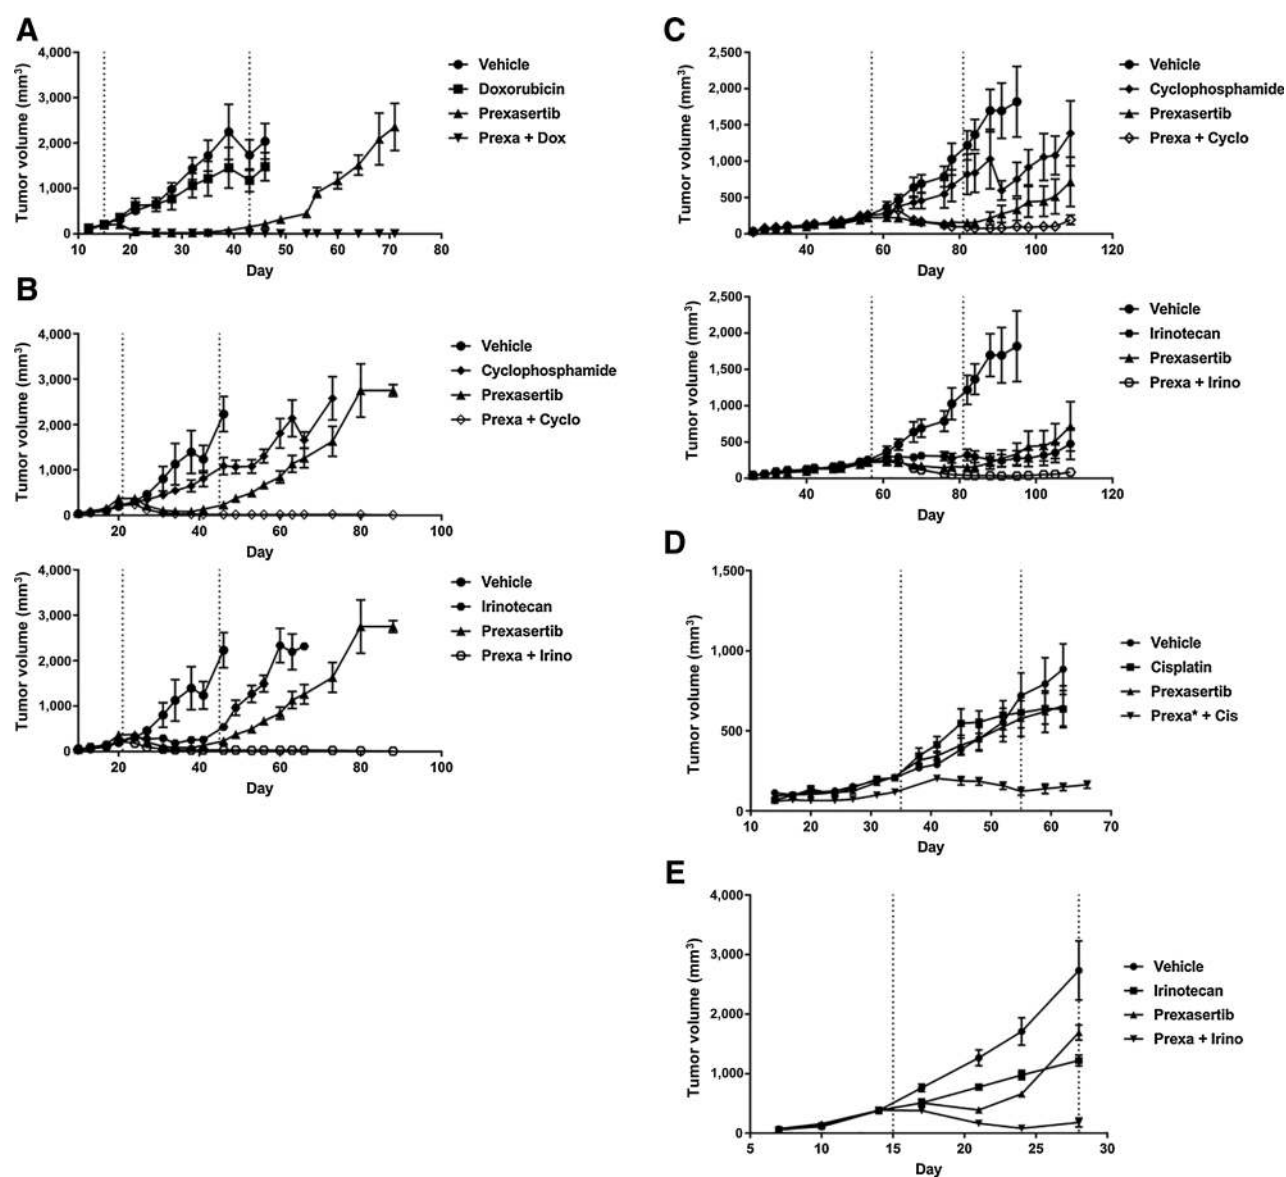 A
Tumor volume (mm³)
4,000
3,000
2,000
1,000
0
10 20 30 40 50 60 70 80
Day
Vehicle
Doxorubicin
Prexasertib
Prexa + Dox
B
Tumor volume (mm³)
4,000
3,000
2,000
1,000
0
20 40 60 80 100
Day
Vehicle
Cyclophosphamide
Prexasertib
Prexa + Cyclo
Tumor volume (mm³)
4,000
3,000
2,000
1,000
0
20 40 60 80 100
Day
Vehicle
Irinotecan
Prexasertib
Prexa + Irino
C
Tumor volume (mm³)
2,500
2,000
1,500
1,000
500
0
40 60 80 100 120
Day
Vehicle
Cyclophosphamide
Prexasertib
Prexa + Cyclo
Tumor volume (mm³)
2,500
2,000
1,500
1,000
500
0
40 60 80 100 120
Day
Vehicle
Irinotecan
Prexasertib
Prexa + Irino
D
Tumor volume (mm³)
1,500
1,000
500
0
10 20 30 40 50 60 70
Day
Vehicle
Cisplatin
Prexasertib
Prexa* + Cis
E
Tumor volume (mm³)
4,000
3,000
2,000
1,000
0
5 10 15 20 25 30
Day
Vehicle
Irinotecan
Prexasertib
Prexa + Irino